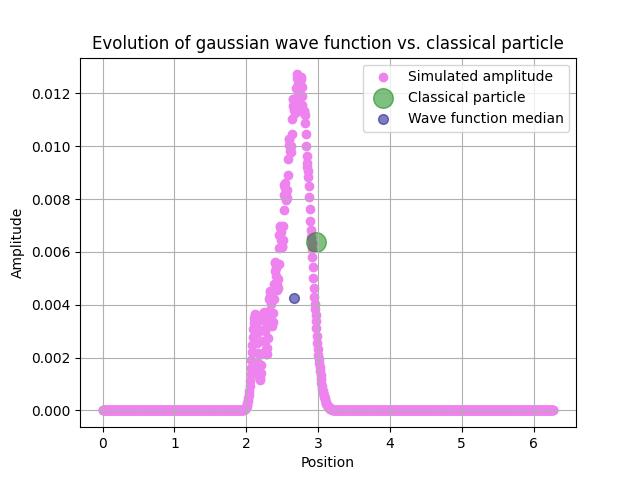 Evolution of gaussian wave function vs. classical particle
Simulated amplitude
Classical particle
Wave function median
Amplitude
0.012
0.010
0.008
0.006
0.004
0.002
0.000
0 1 2 3 4 5 6
Position